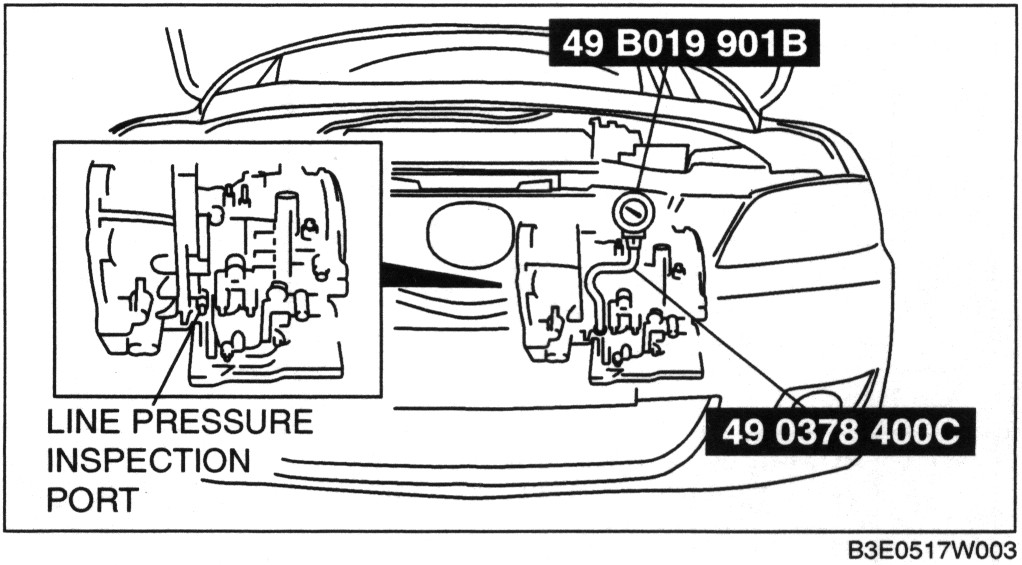 49 B019 901B
LINE PRESSURE
INSPECTION
PORT
49 0378 400C
B3E0517W003